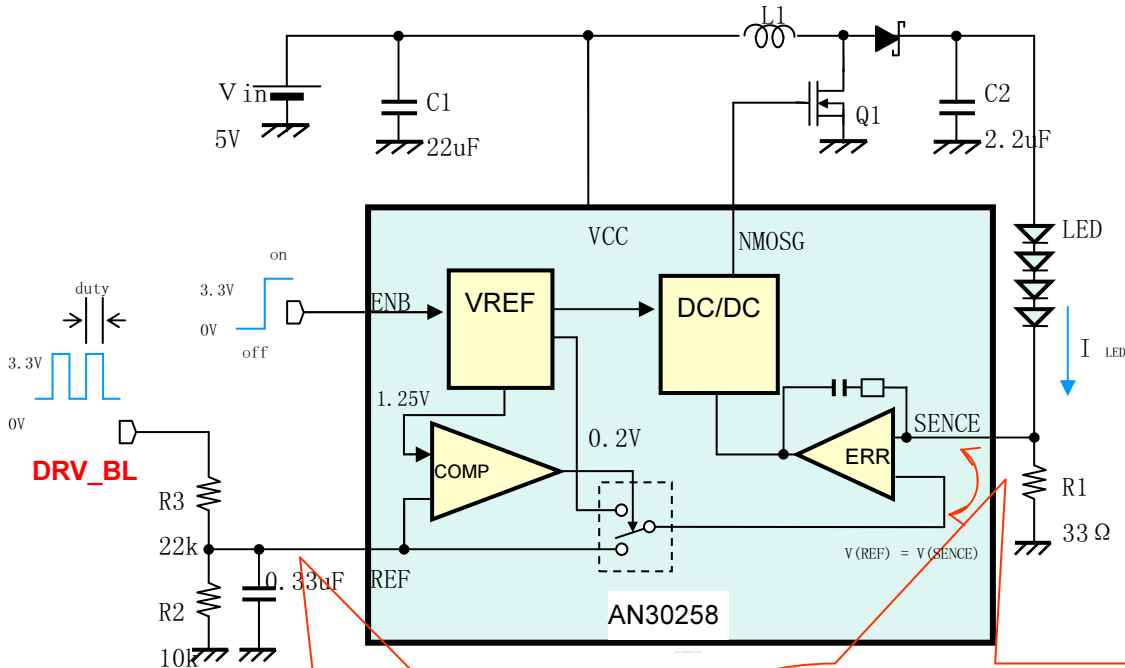 L1
Vin
5V
C1
22uF
Q1
C2
2.2uF
VCC
NMOSG
LED
on
3.3V
0V
off
duty
3.3V
0V
DRV_BL
ENB
VREF
DC/DC
I LED
1.25V
0.2V
SENCE
COMP
ERR
R3
22k
R1
33Ω
V(REF) = V(SENCE)
0.33uF
REF
R2
10k
AN30258